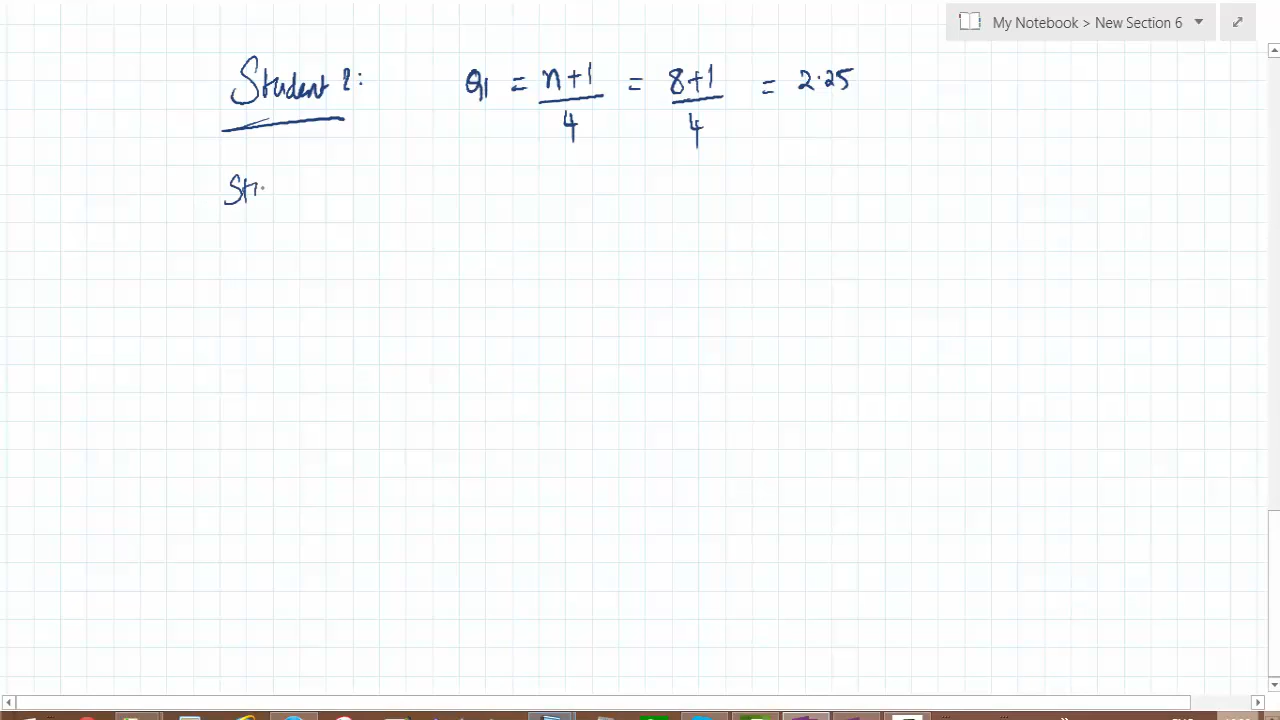 My Notebook > New Section 6
Student 2: Q1 = n+1/4 = 8+1/4 = 2.25